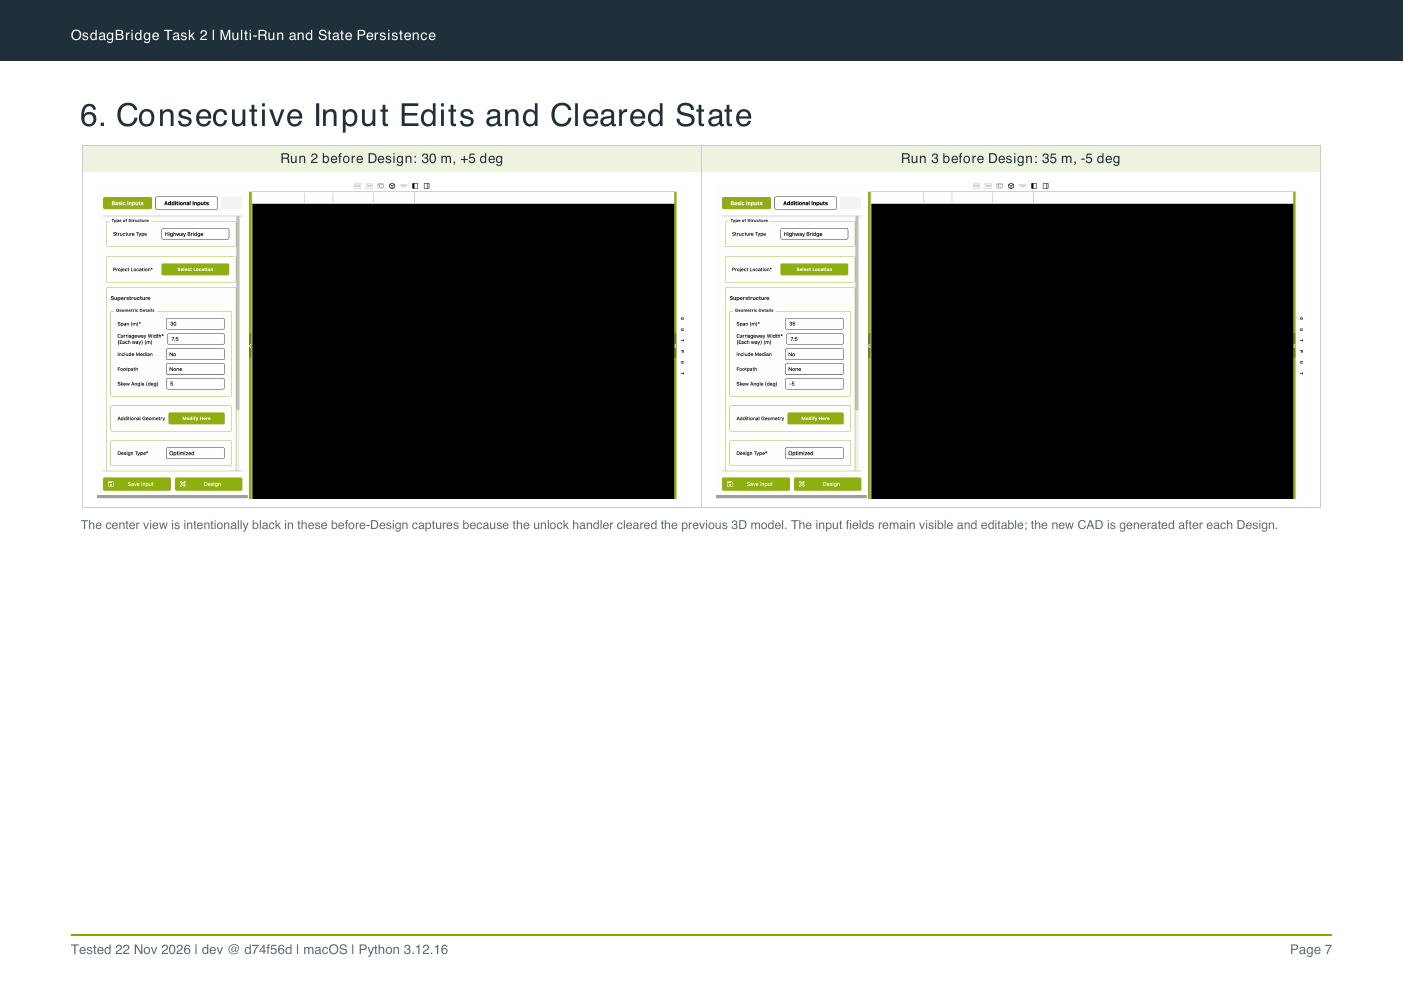 OsdagBridge Task 2 | Multi-Run and State Persistence
6. Consecutive Input Edits and Cleared State
Run 2 before Design: 30 m, +5 deg
Basic Inputs
Additional Inputs
Type of Structure
Structure Type
Highway Bridge
Project Location*
Select Location
Superstructure
Geometric Details
Span (m)*
30
Carriageway Width*
(Each way) (m)
7.5
Include Median
No
Footpath
None
Skew Angle (deg)
5
Additional Geometry
Modify Here
Design Type*
Optimized
Save Input
Design
OUTPUT
Run 3 before Design: 35 m, -5 deg
Basic Inputs
Additional Inputs
Type of Structure
Structure Type
Highway Bridge
Project Location*
Select Location
Superstructure
Geometric Details
Span (m)*
35
Carriageway Width*
(Each way) (m)
7.5
Include Median
No
Footpath
None
Skew Angle (deg)
-5
Additional Geometry
Modify Here
Design Type*
Optimized
Save Input
Design
OUTPUT
The center view is intentionally black in these before-Design captures because the unlock handler cleared the previous 3D model. The input fields remain visible and editable; the new CAD is generated after each Design.
Tested 22 Nov 2026 | dev @ d74f56d | macOS | Python 3.12.16
Page 7